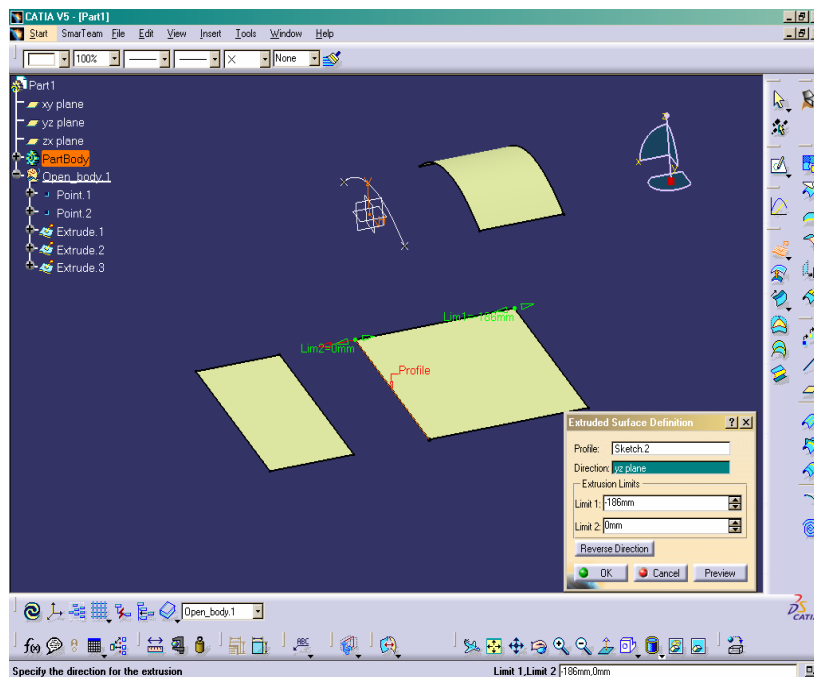 CATIA V5 - [Part1]
Start SmarTeam File Edit View Insert Tools Window Help
100% None
Part1
xy plane
yz plane
zx plane
PartBody
Open_body.1
Point.1
Point.2
Extrude.1
Extrude.2
Extrude.3
Lim1=-186mm
Lim2=0mm
Profile
Extruded Surface Definition
Profile: Sketch.2
Direction: yz plane
Extrusion Limits
Limit 1: -186mm
Limit 2: 0mm
Reverse Direction
OK Cancel Preview
Open_body.1
CATIA
f(x) ABC
Specify the direction for the extrusion Limit 1,Limit 2 -186mm,0mm